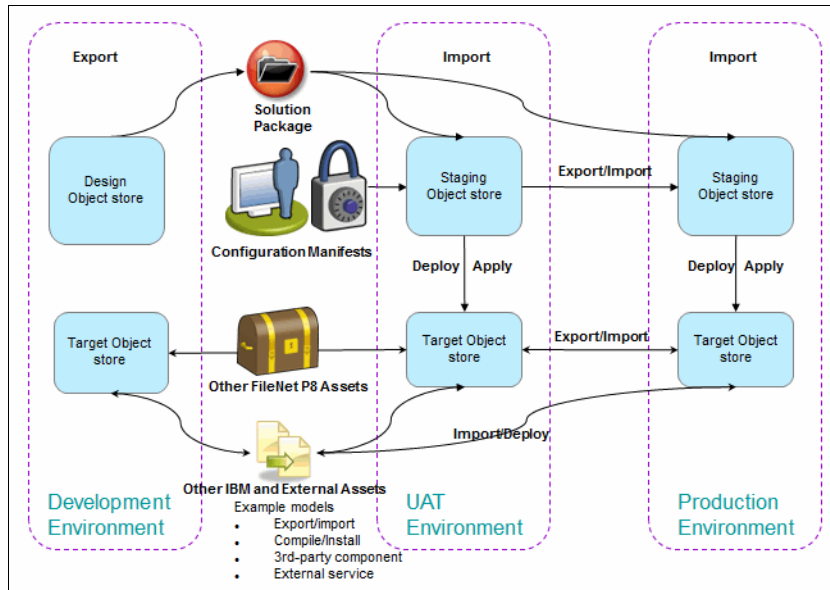 Export
Import
Import
Solution
Package
Design
Object store
Staging
Object store
Export/Import
Staging
Object store
Configuration Manifests
Deploy Apply
Deploy Apply
Target Object
store
Target Object
store
Export/Import
Target Object
store
Other FileNet P8 Assets
Import/Deploy
Other IBM and External Assets
Example models
• Export/import
• Compile/Install
• 3rd-party component
• External service
Development
Environment
UAT
Environment
Production
Environment